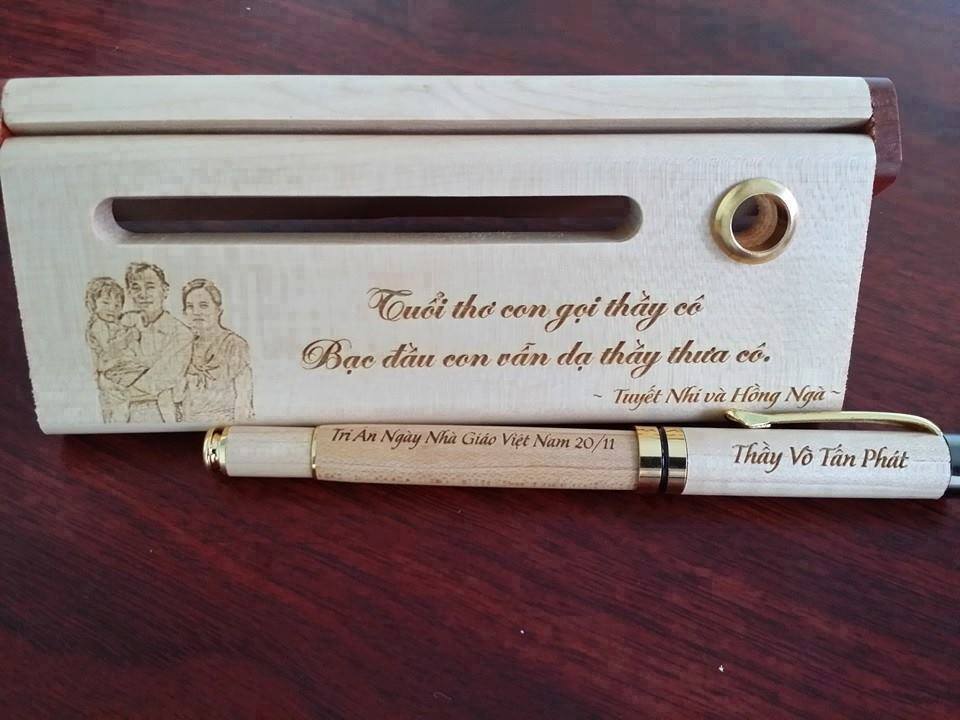 Tuổi thơ con gọi thầy cô
Bạc đầu con vẫn dạ thầy thưa cô.
~ Tuyết Nhi và Hồng Ngà ~
Tri Ân Ngày Nhà Giáo Việt Nam 20/11
Thầy Võ Tấn Phát